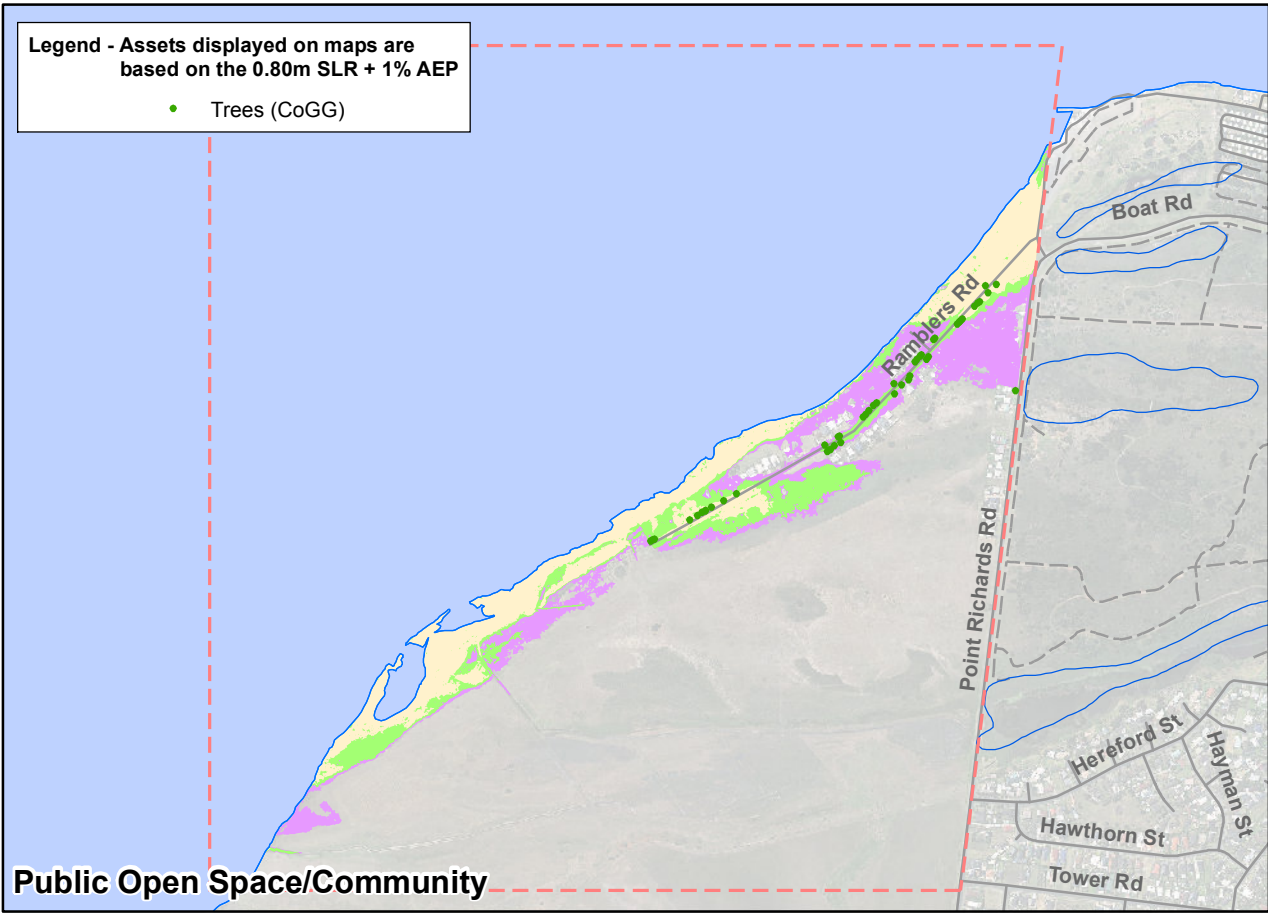 Legend - Assets displayed on maps are
based on the 0.80m SLR + 1% AEP
Trees (CoGG)
Boat Rd
Ramblers Rd
Point Richards Rd
Hereford St
Hayman St
Hawthorn St
Tower Rd
Public Open Space/Community